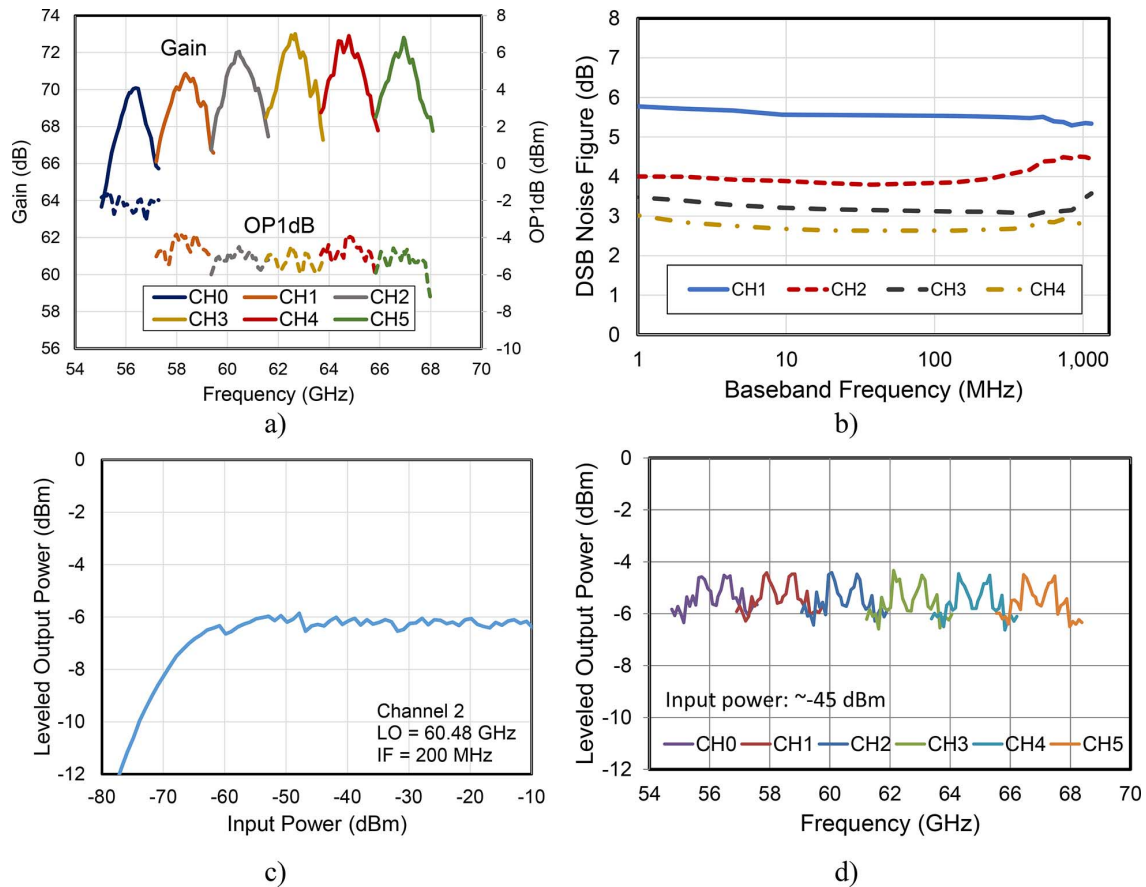 74
72
70
68
66
64
62
60
58
56
Gain (dB)
8
6
4
2
0
-2
-4
-6
-8
-10
OP1dB (dBm)
Gain
OP1dB
CH0 CH1 CH2
CH3 CH4 CH5
54 56 58 60 62 64 66 68 70
Frequency (GHz)
a)
8
7
6
5
4
3
2
1
0
DSB Noise Figure (dB)
CH1 CH2 CH3 CH4
1 10 100 1,000
Baseband Frequency (MHz)
b)
0
-2
-4
-6
-8
-10
-12
Leveled Output Power (dBm)
Channel 2
LO = 60.48 GHz
IF = 200 MHz
-80 -70 -60 -50 -40 -30 -20 -10
Input Power (dBm)
c)
0
-2
-4
-6
-8
-10
-12
Leveled Output Power (dBm)
Input power: ~-45 dBm
CH0 CH1 CH2 CH3 CH4 CH5
54 56 58 60 62 64 66 68 70
Frequency (GHz)
d)